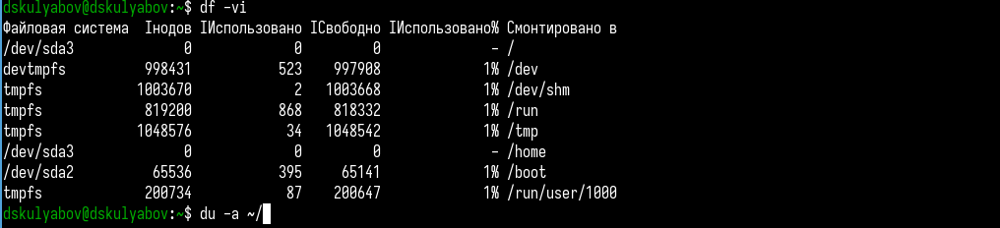 dskulyabov@dskulyabov:~$ df -vi
Файловая система Iнодов IИспользовано IСвободно IИспользовано% Смонтировано в
/dev/sda3 0 0 0 - /
devtmpfs 998431 523 997908 1% /dev
tmpfs 1003670 2 1003668 1% /dev/shm
tmpfs 819200 868 818332 1% /run
tmpfs 1048576 34 1048542 1% /tmp
/dev/sda3 0 0 0 - /home
/dev/sda2 65536 395 65141 1% /boot
tmpfs 200734 87 200647 1% /run/user/1000
dskulyabov@dskulyabov:~$ du -a ~/